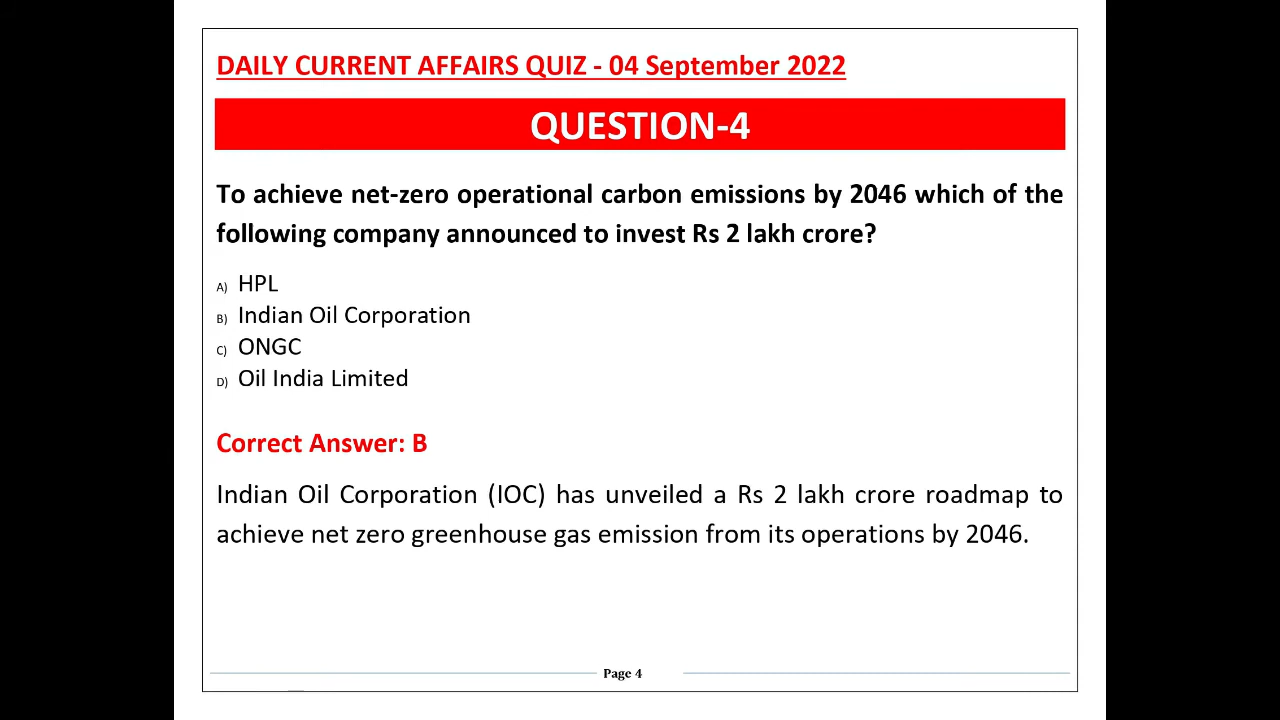 DAILY CURRENT AFFAIRS QUIZ - 04 September 2022
QUESTION-4
To achieve net-zero operational carbon emissions by 2046 which of the
following company announced to invest Rs 2 lakh crore?
A) HPL
B) Indian Oil Corporation
C) ONGC
D) Oil India Limited
Correct Answer: B
Indian Oil Corporation (IOC) has unveiled a Rs 2 lakh crore roadmap to
achieve net zero greenhouse gas emission from its operations by 2046.
Page 4